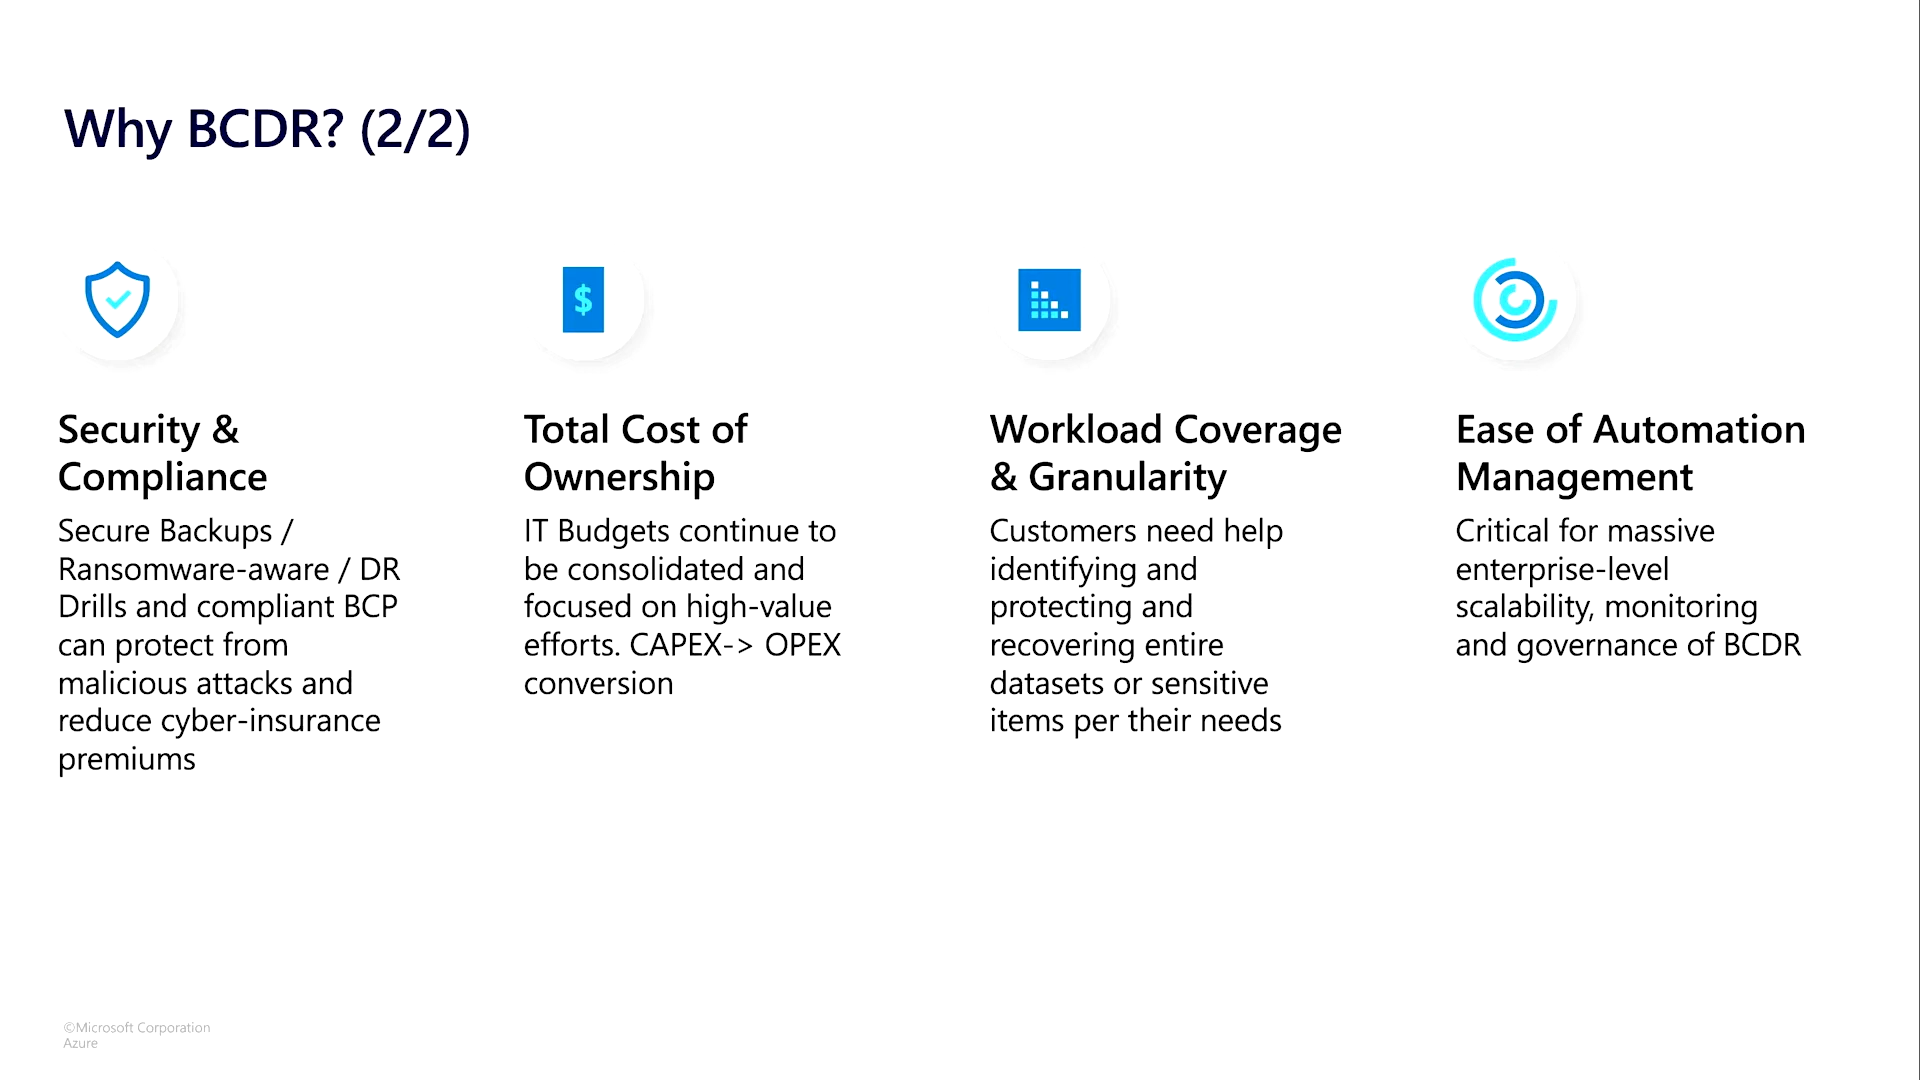 Why BCDR? (2/2)
$
Security &
Compliance
Secure Backups /
Ransomware-aware / DR
Drills and compliant BCP
can protect from
malicious attacks and
reduce cyber-insurance
premiums
Total Cost of
Ownership
IT Budgets continue to
be consolidated and
focused on high-value
efforts. CAPEX-> OPEX
conversion
Workload Coverage
& Granularity
Customers need help
identifying and
protecting and
recovering entire
datasets or sensitive
items per their needs
Ease of Automation
Management
Critical for massive
enterprise-level
scalability, monitoring
and governance of BCDR
©Microsoft Corporation
Azure